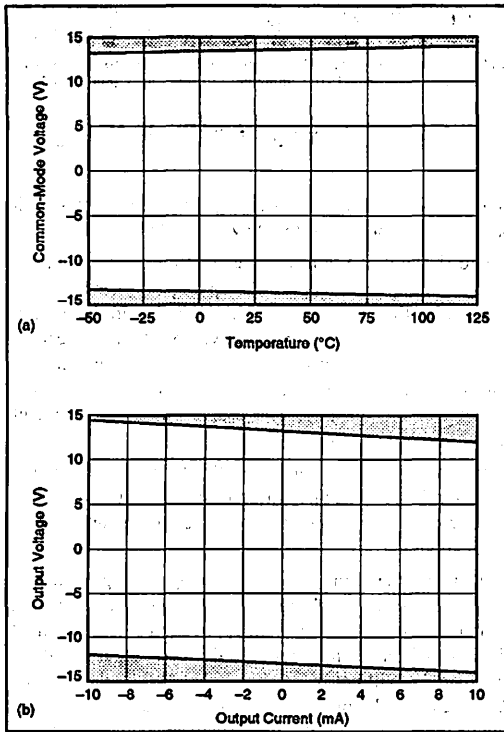 15
10
5
0
−5
−10
−15
Common-Mode Voltage (V)
−50 −25 0 25 50 75 100 125
(a)
Temperature (°C)
15
10
5
0
−5
−10
−15
Output Voltage (V)
−10 −8 −6 −4 −2 0 2 4 6 8 10
(b)
Output Current (mA)